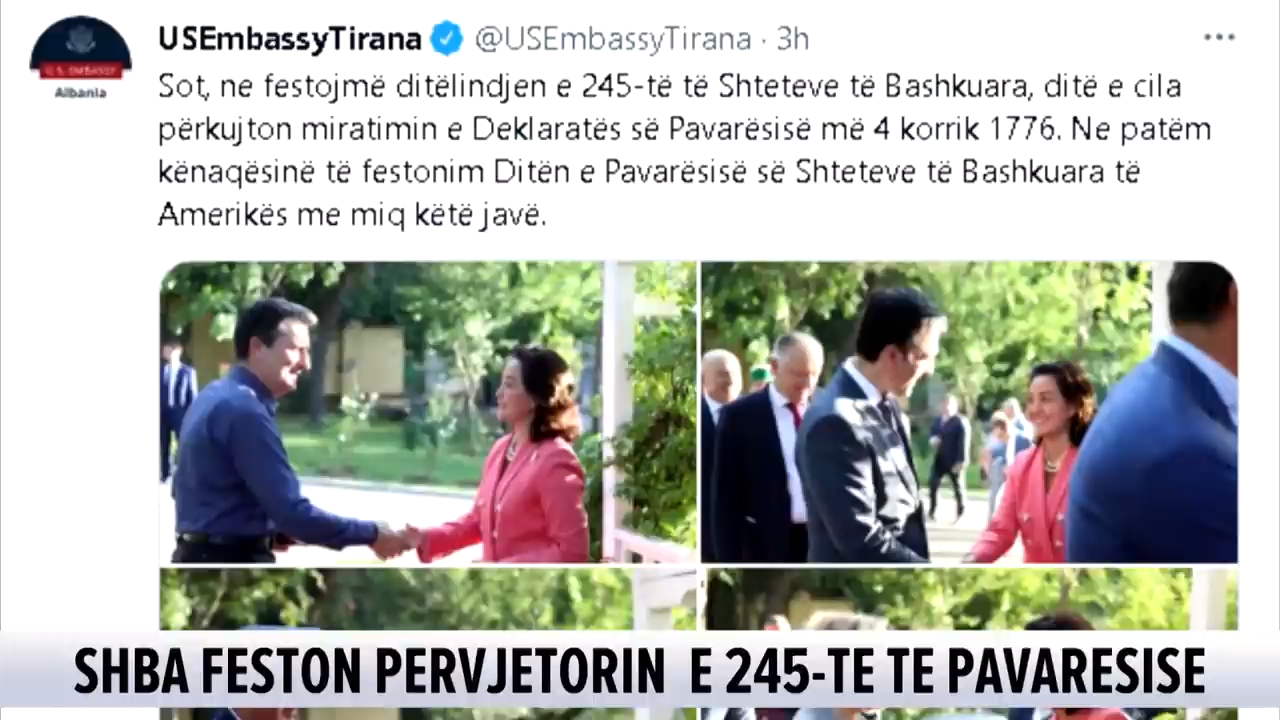 USEmbassyTirana @USEmbassyTirana · 3h
U.S. EMBASSY
Albania
Sot, ne festojmë ditëlindjen e 245-të të Shteteve të Bashkuara, ditë e cila
përkujton miratimin e Deklaratës së Pavarësisë më 4 korrik 1776. Ne patëm
kënaqësinë të festonim Ditën e Pavarësisë së Shteteve të Bashkuara të
Amerikës me miq këtë javë.
SHBA FESTON PERVJETORIN E 245-TE TE PAVARESISE